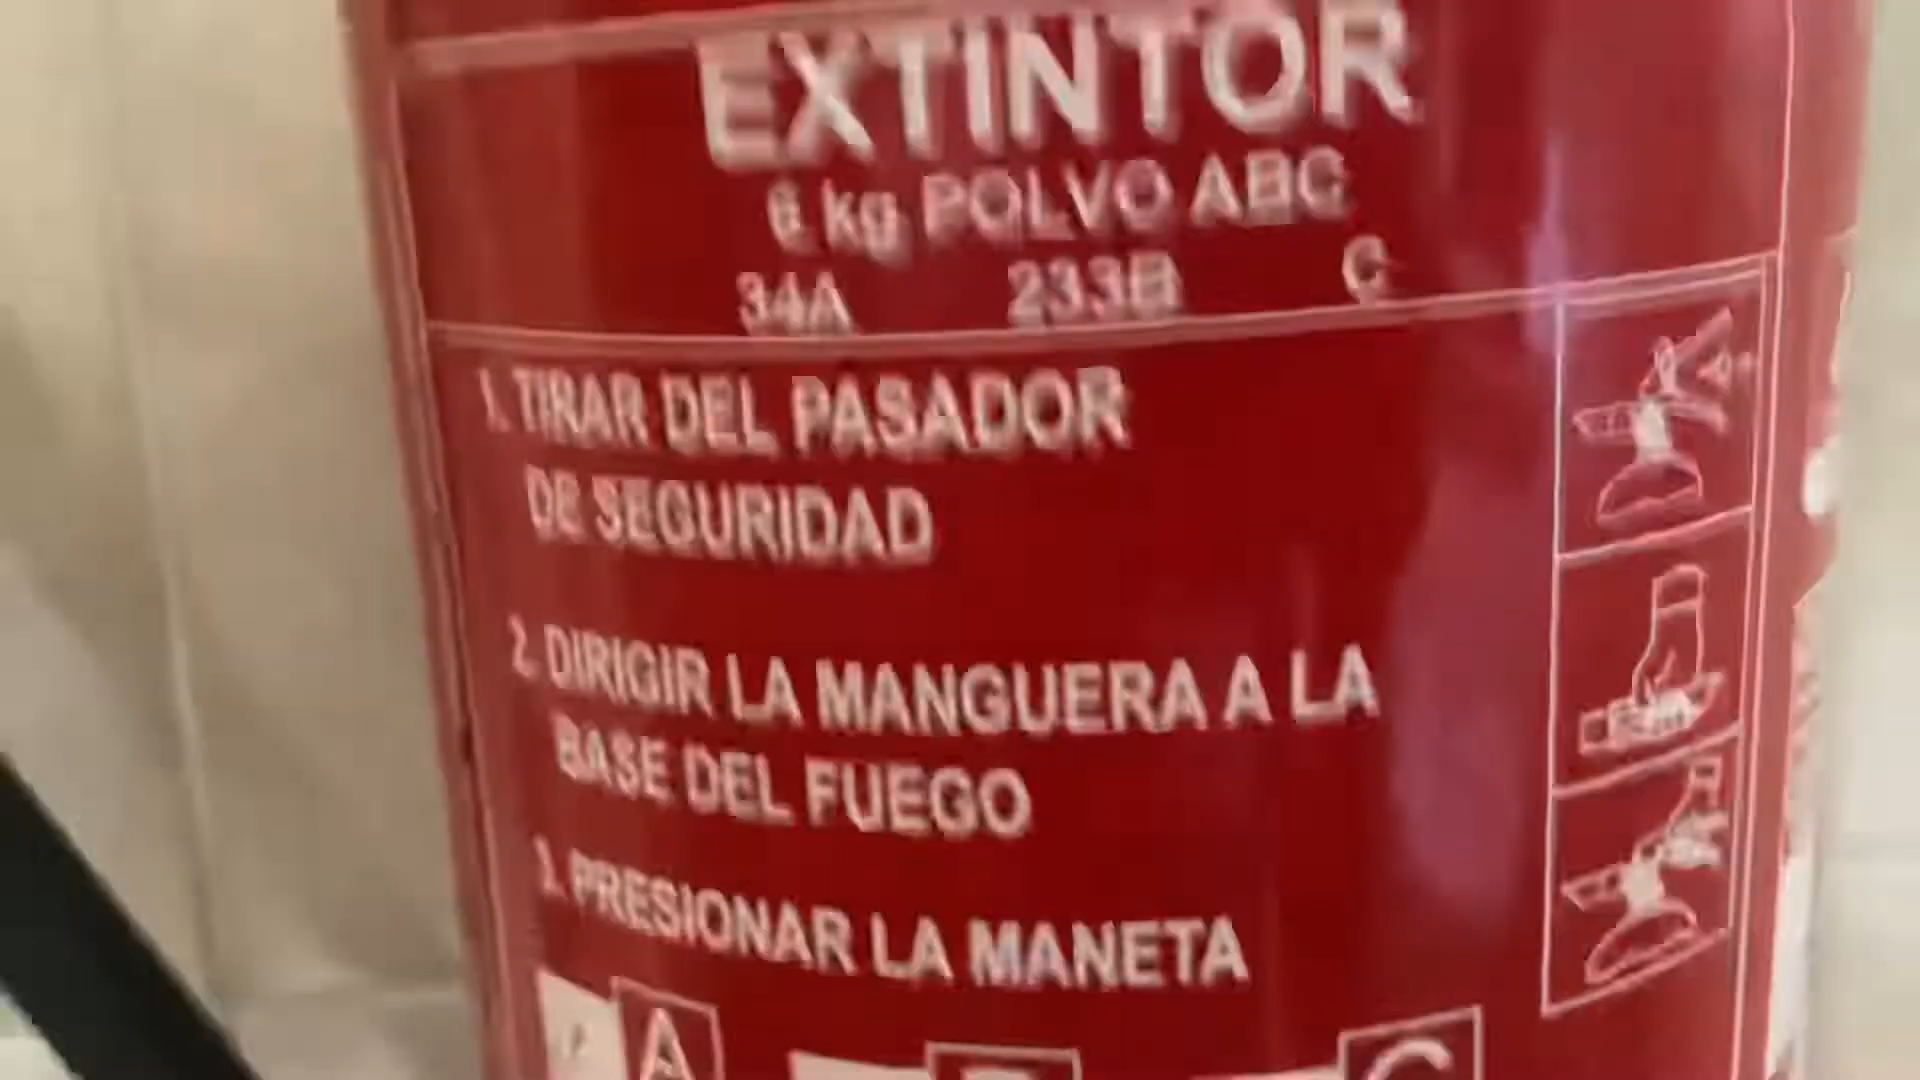 EXTINTOR
6 kg POLVO ABC
34A 233B C
1. TIRAR DEL PASADOR
DE SEGURIDAD
2. DIRIGIR LA MANGUERA A LA
BASE DEL FUEGO
3. PRESIONAR LA MANETA
A C